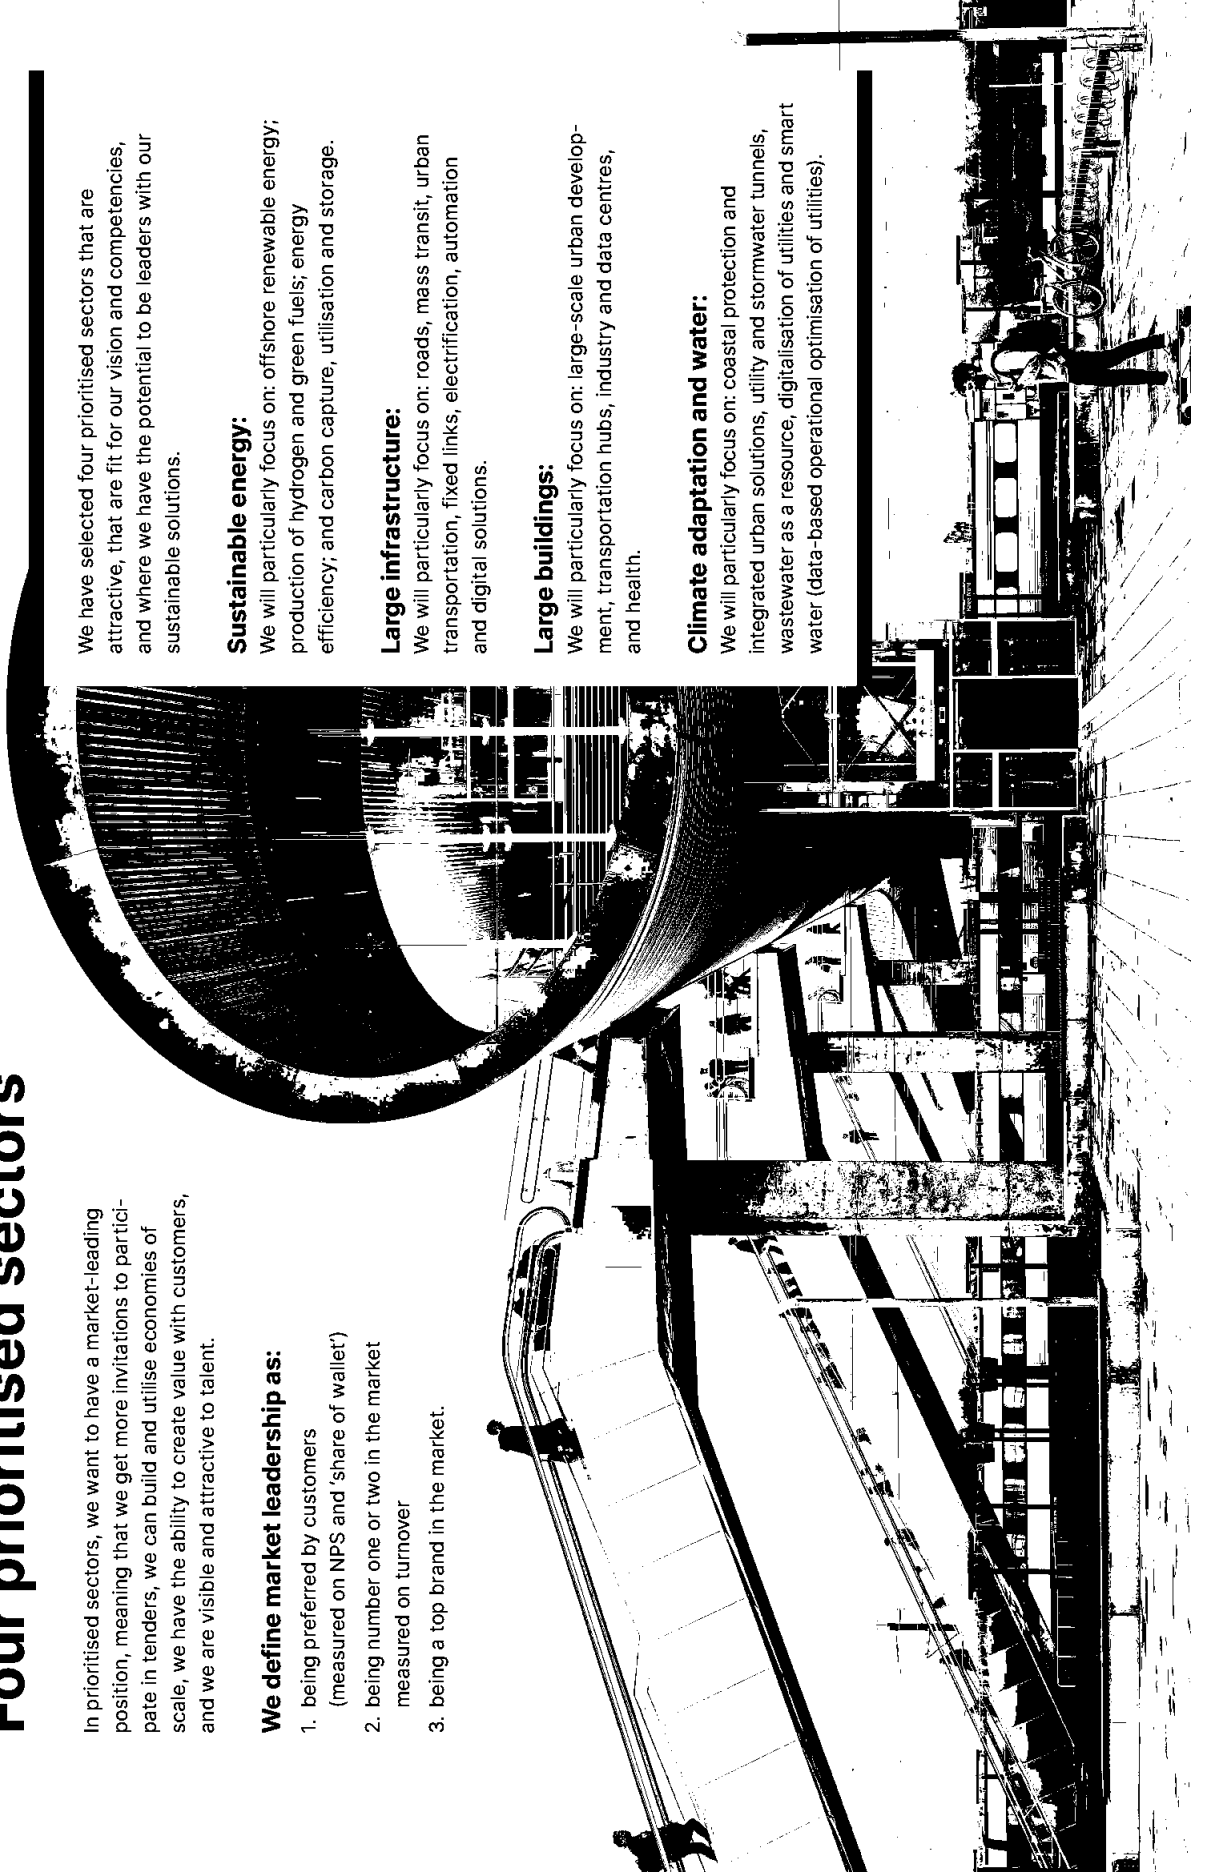 Four prioritised sectors
In prioritised sectors, we want to have a market-leading
position, meaning that we get more invitations to partici-
pate in tenders, we can build and utilise economies of
scale, we have the ability to create value with customers,
and we are visible and attractive to talent.
We define market leadership as:
1. being preferred by customers
(measured on NPS and ‘share of wallet’)
2. being number one or two in the market
measured on turnover
3. being a top brand in the market.
We have selected four prioritised sectors that are
attractive, that are fit for our vision and competencies,
and where we have the potential to be leaders with our
sustainable solutions.
Sustainable energy:
We will particularly focus on: offshore renewable energy;
production of hydrogen and green fuels; energy
efficiency; and carbon capture, utilisation and storage.
Large infrastructure:
We will particularly focus on: roads, mass transit, urban
transportation, fixed links, electrification, automation
and digital solutions.
Large buildings:
We will particularly focus on: large-scale urban develop-
ment, transportation hubs, industry and data centres,
and health.
Climate adaptation and water:
We will particularly focus on: coastal protection and
integrated urban solutions, utility and stormwater tunnels,
wastewater as a resource, digitalisation of utilities and smart
water (data-based operational optimisation of utilities).